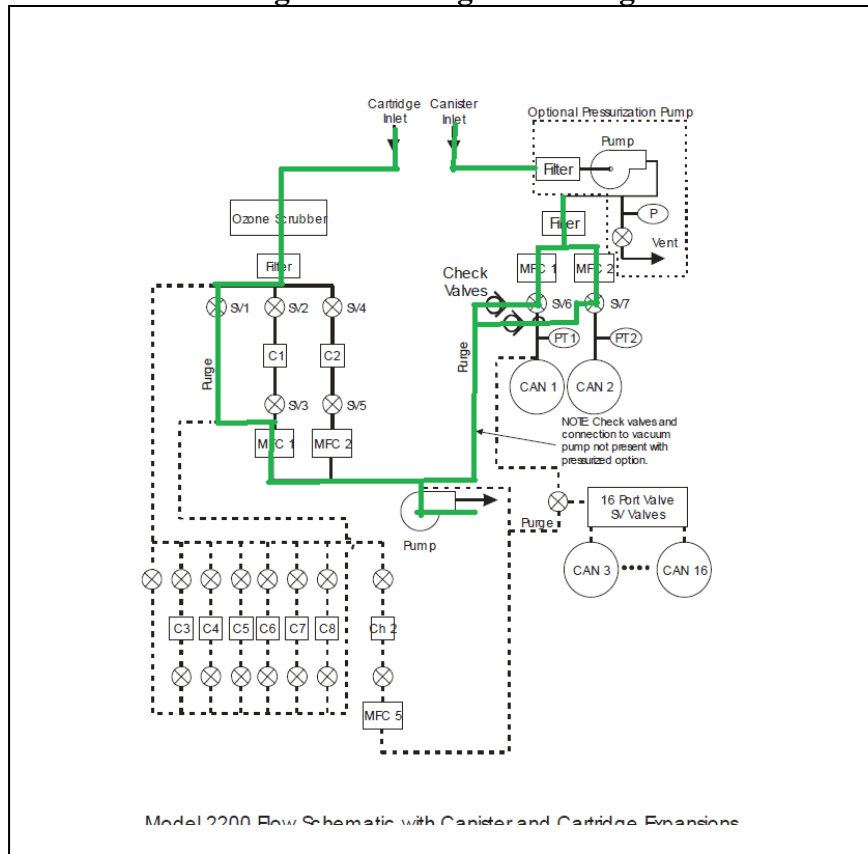 Cartridge
Inlet
Canister
Inlet
Optional Pressurization Pump
Pump
Filter
P
Vent
Ozone Scrubber
Filter
Filter
MFC 1
MFC 2
Check
Valves
SV1
SV2
SV4
SV6
SV7
PT1
PT2
C1
C2
Purge
Purge
CAN 1
CAN 2
SV3
SV5
MFC 1
MFC 2
NOTE: Check valves and
connection to vacuum
pump not present with
pressurized option.
16 Port Valve
SV Valves
Purge
Pump
CAN 3
CAN 16
C3
C4
C5
C6
C7
C8
Ch 2
MFC 5
Model 2200 Flow Schematic with Canister and Cartridge Expansions